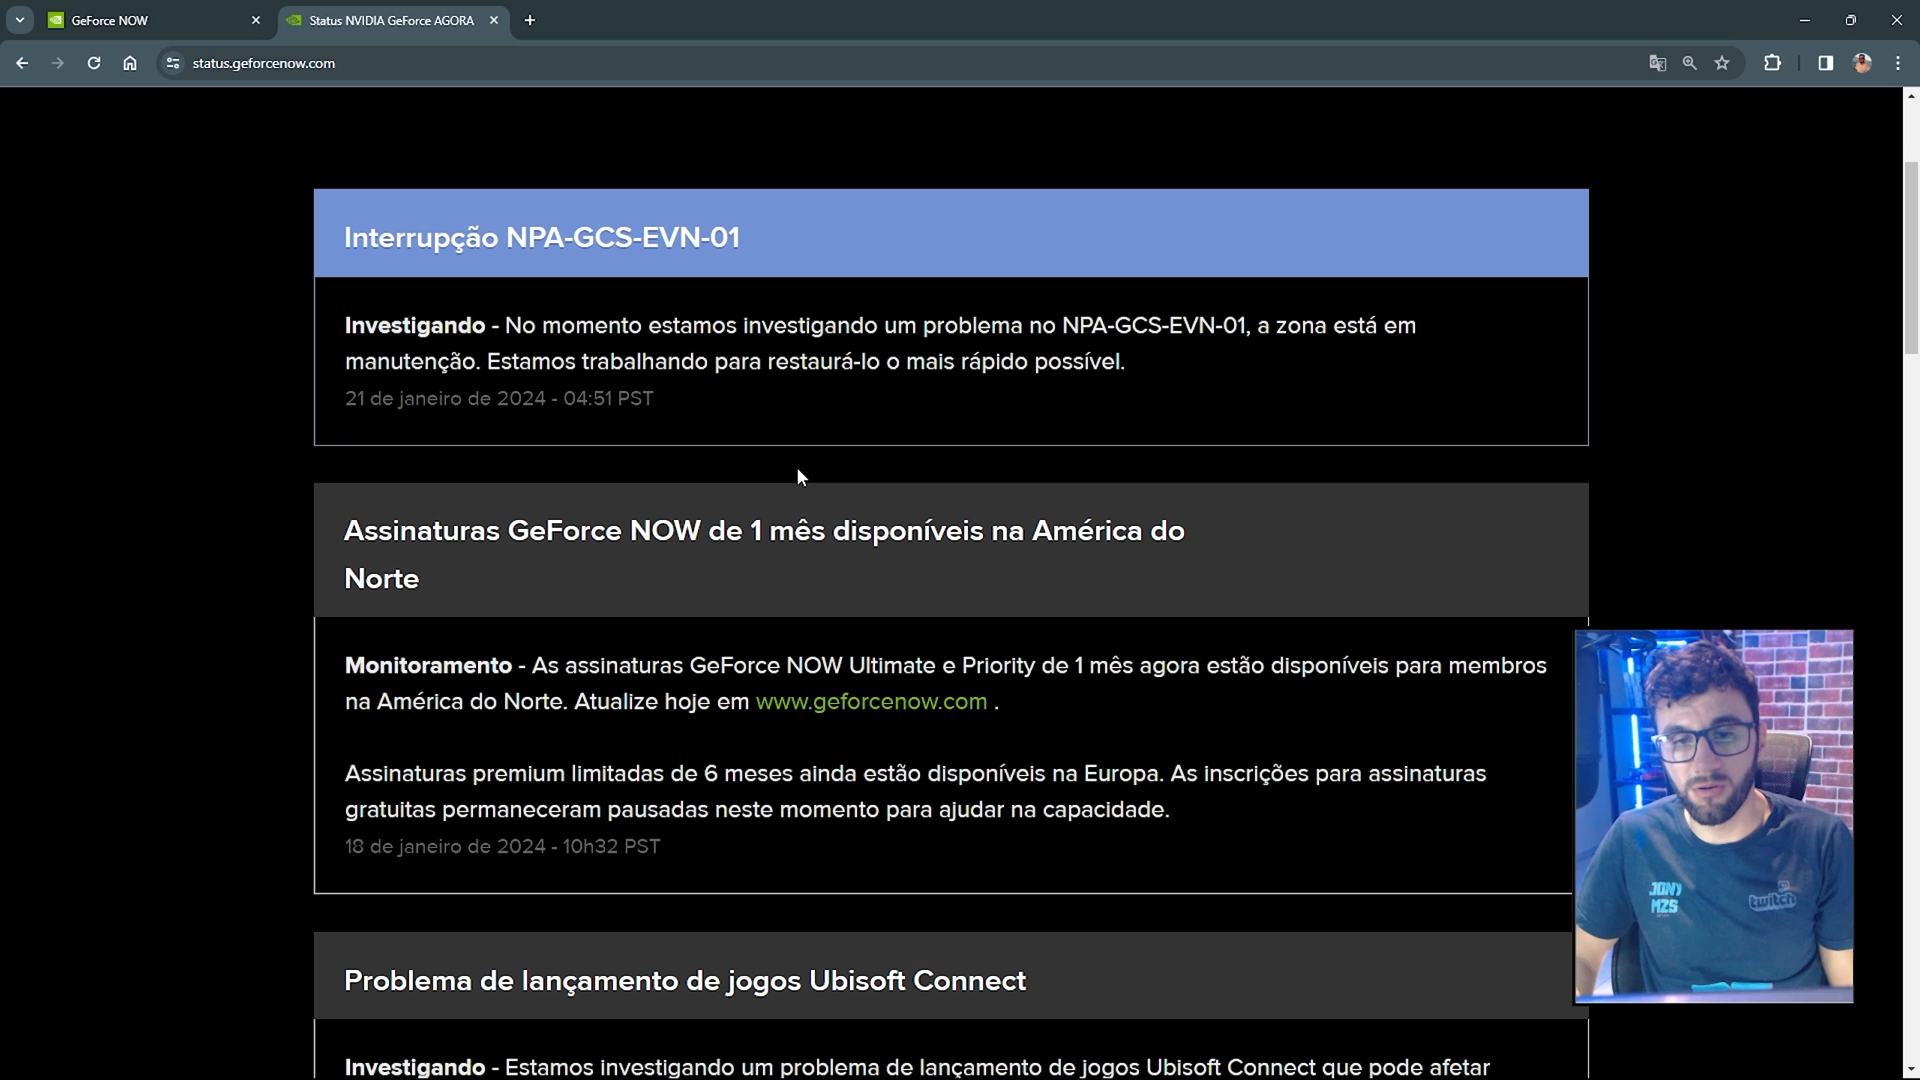 GeForce NOW
Status NVIDIA GeForce AGORA
status.geforcenow.com
Interrupção NPA-GCS-EVN-01
Investigando - No momento estamos investigando um problema no NPA-GCS-EVN-01, a zona está em
manutenção. Estamos trabalhando para restaurá-lo o mais rápido possível.
21 de janeiro de 2024 - 04:51 PST
Assinaturas GeForce NOW de 1 mês disponíveis na América do
Norte
Monitoramento - As assinaturas GeForce NOW Ultimate e Priority de 1 mês agora estão disponíveis para membros
na América do Norte. Atualize hoje em www.geforcenow.com .
Assinaturas premium limitadas de 6 meses ainda estão disponíveis na Europa. As inscrições para assinaturas
gratuitas permaneceram pausadas neste momento para ajudar na capacidade.
18 de janeiro de 2024 - 10h32 PST
Problema de lançamento de jogos Ubisoft Connect
Investigando - Estamos investigando um problema de lançamento de jogos Ubisoft Connect que pode afetar
JONY
MZS
twitch